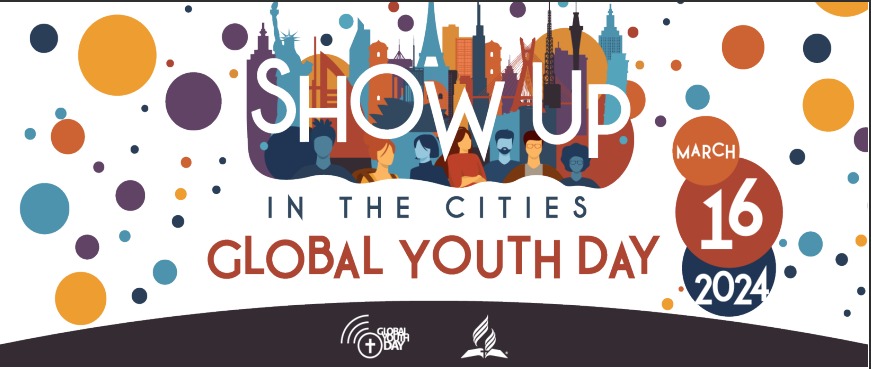 SHOW UP
IN THE CITIES
GLOBAL YOUTH DAY
MARCH
16
2024
GLOBAL
YOUTH
DAY